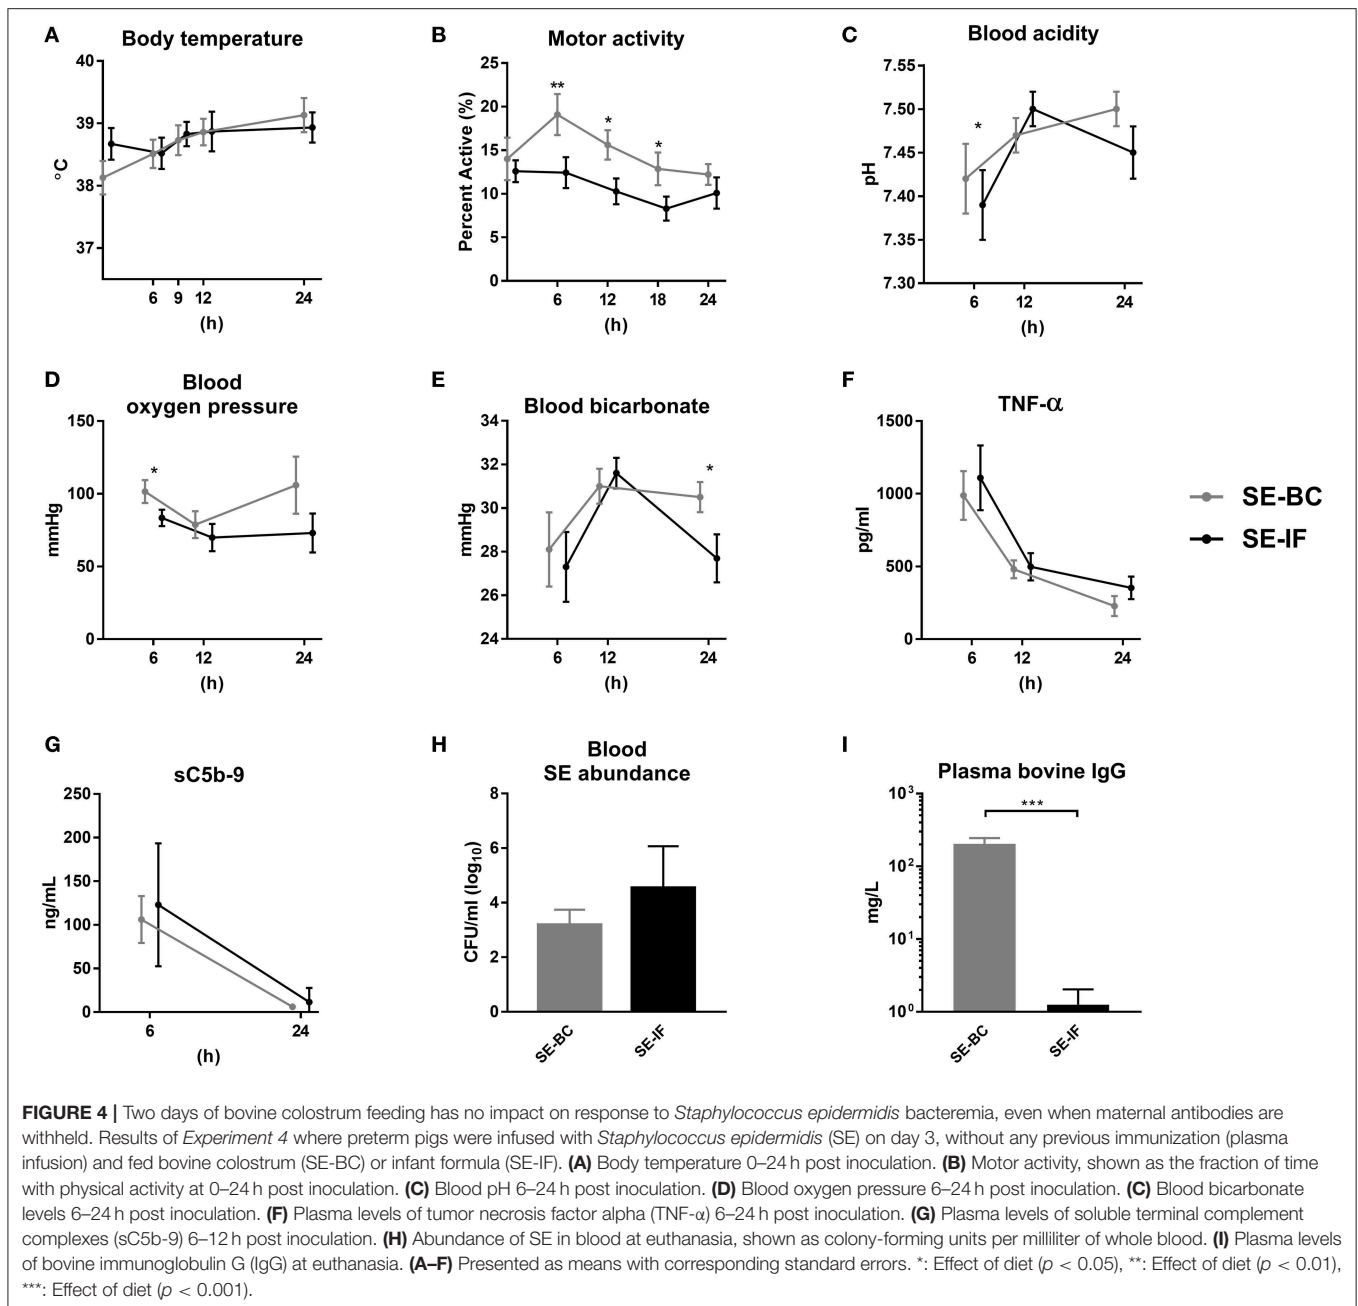 A
Body temperature
40
39
38
37
°C
6 9 12 24
(h)
B
Motor activity
25
20
15
10
5
0
Percent Active (%)
**
*
*
6 12 18 24
(h)
C
Blood acidity
7.55
7.50
7.45
7.40
7.35
7.30
pH
*
6 12 24
(h)
D
Blood
oxygen pressure
150
100
50
0
mmHg
*
6 12 24
(h)
E
Blood bicarbonate
34
32
30
28
26
24
mmHg
*
6 12 24
(h)
F
TNF-α
1500
1000
500
0
pg/ml
6 12 24
(h)
SE-BC
SE-IF
G
sC5b-9
250
200
150
100
50
0
ng/mL
6 24
(h)
H
Blood
SE abundance
8
6
4
2
0
CFU/ml (log10)
SE-BC SE-IF
I
Plasma bovine IgG
10³
10²
10¹
10⁰
mg/L
***
SE-BC SE-IF
FIGURE 4 | Two days of bovine colostrum feeding has no impact on response to Staphylococcus epidermidis bacteremia, even when maternal antibodies are
withheld. Results of Experiment 4 where preterm pigs were infused with Staphylococcus epidermidis (SE) on day 3, without any previous immunization (plasma
infusion) and fed bovine colostrum (SE-BC) or infant formula (SE-IF). (A) Body temperature 0–24 h post inoculation. (B) Motor activity, shown as the fraction of time
with physical activity at 0–24 h post inoculation. (C) Blood pH 6–24 h post inoculation. (D) Blood oxygen pressure 6–24 h post inoculation. (C) Blood bicarbonate
levels 6–24 h post inoculation. (F) Plasma levels of tumor necrosis factor alpha (TNF-α) 6–24 h post inoculation. (G) Plasma levels of soluble terminal complement
complexes (sC5b-9) 6–12 h post inoculation. (H) Abundance of SE in blood at euthanasia, shown as colony-forming units per milliliter of whole blood. (I) Plasma levels
of bovine immunoglobulin G (IgG) at euthanasia. (A–F) Presented as means with corresponding standard errors. *: Effect of diet (p < 0.05), **: Effect of diet (p < 0.01),
***: Effect of diet (p < 0.001).